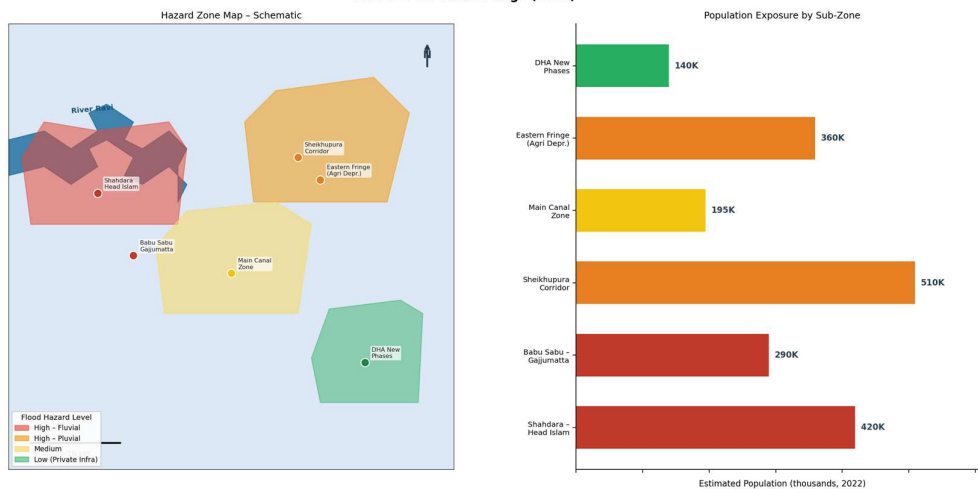 Hazard Zone Map – Schematic
River Ravi
Sheikhupura
Corridor
Eastern Fringe
(Agri Depr.)
Shahdara
Head Islam
Babu Sabu
Gajjumatta
Main Canal
Zone
DHA New
Phases
Flood Hazard Level
High – Fluvial
High – Pluvial
Medium
Low (Private Infra)
Population Exposure by Sub-Zone
DHA New
Phases
140K
Eastern Fringe
(Agri Depr.)
360K
Main Canal
Zone
195K
Sheikhupura
Corridor
510K
Babu Sabu –
Gajjumatta
290K
Shahdara –
Head Islam
420K
Estimated Population (thousands, 2022)